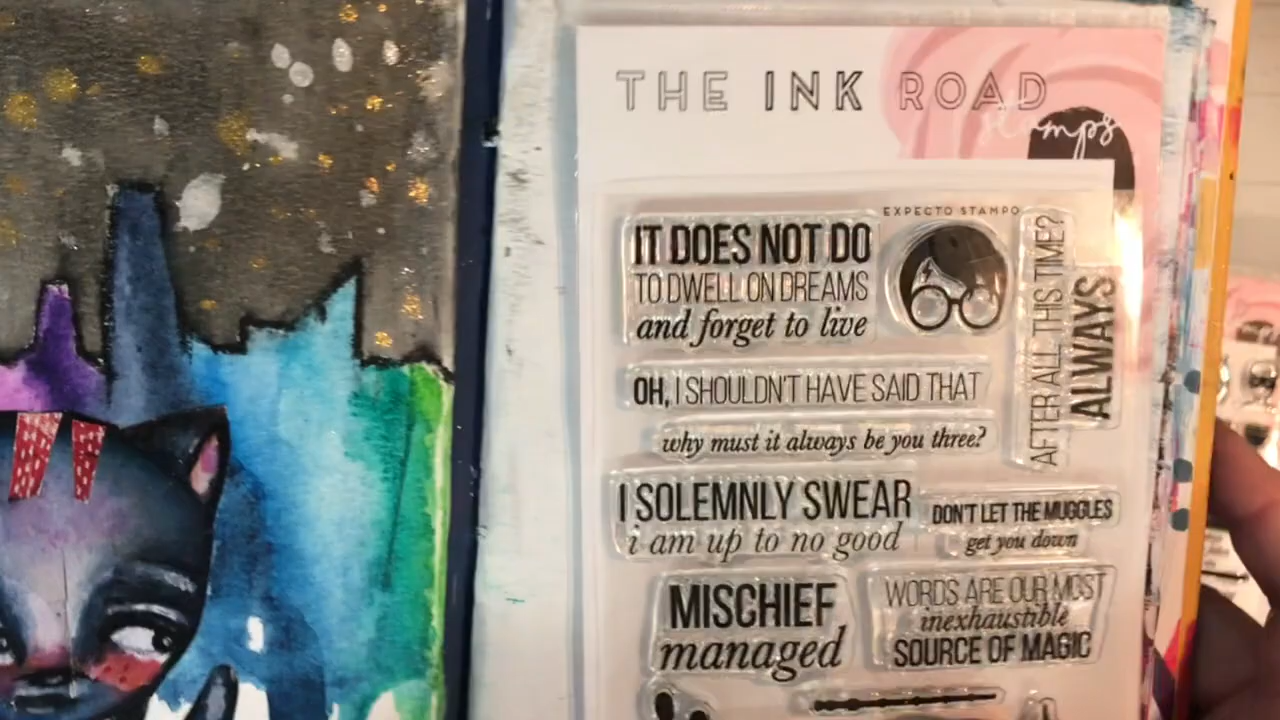 THE INK ROAD
stamps
EXPECTO STAMPO
IT DOES NOT DO
TO DWELL ON DREAMS
and forget to live
AFTER ALL THIS TIME?
ALWAYS
OH, I SHOULDN'T HAVE SAID THAT
why must it always be you three?
I SOLEMNLY SWEAR
i am up to no good
DON'T LET THE MUGGLES
get you down
MISCHIEF
managed
WORDS ARE OUR MOST
inexhaustible
SOURCE OF MAGIC